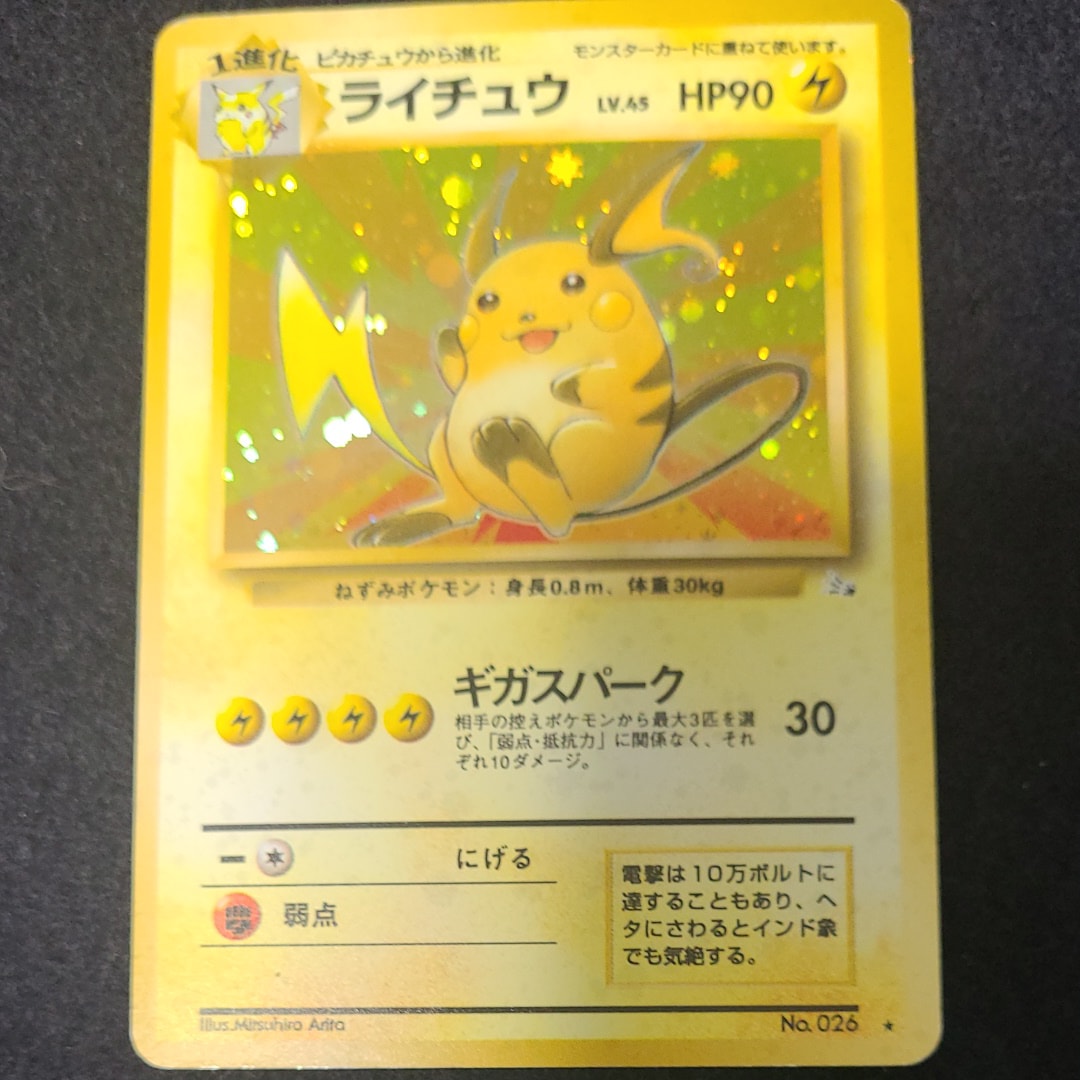 1進化 ピカチュウから進化 モンスターカードに重ねて使います。
ライチュウ LV.45 HP90
ねずみポケモン：身長0.8m、体重30kg
ギガスパーク 30
相手の控えポケモンから最大3匹を選
び、「弱点・抵抗力」に関係なく、それ
ぞれ10ダメージ。
ー にげる
弱点
電撃は10万ボルトに
達することもあり、ヘ
タにさわるとインド象
でも気絶する。
Illus.Mitsuhiro Arita No.026 ★